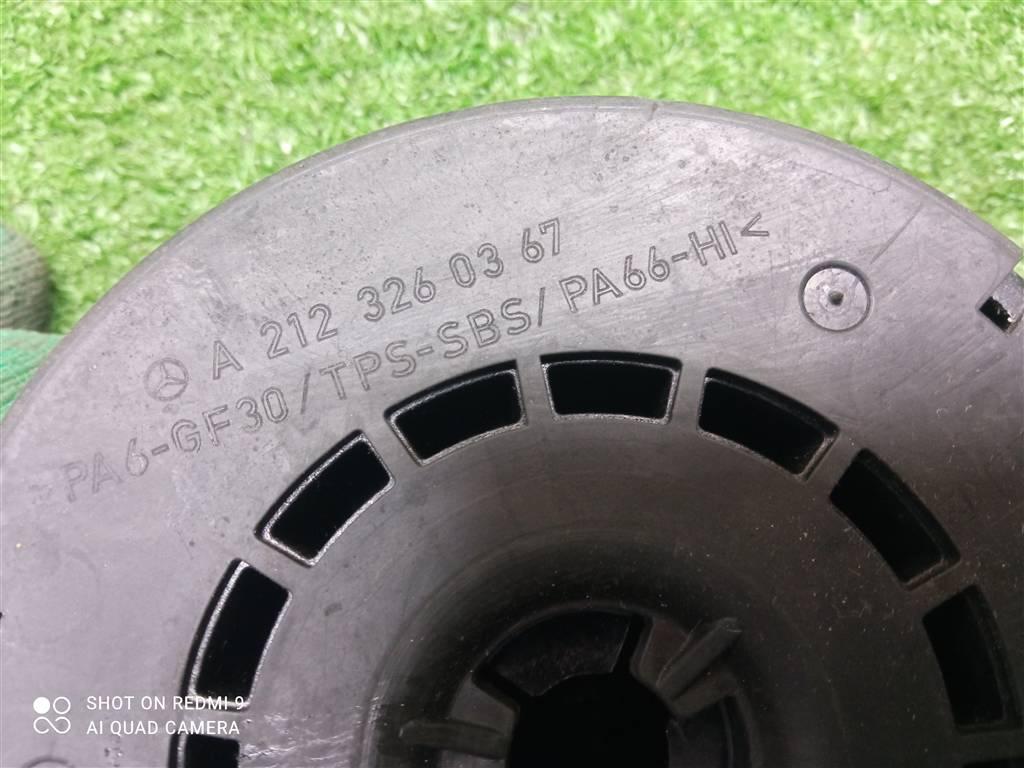 A 212 326 03 67
>PA6-GF30/TPS-SBS/PA66-HI<
SHOT ON REDMI 9
AI QUAD CAMERA